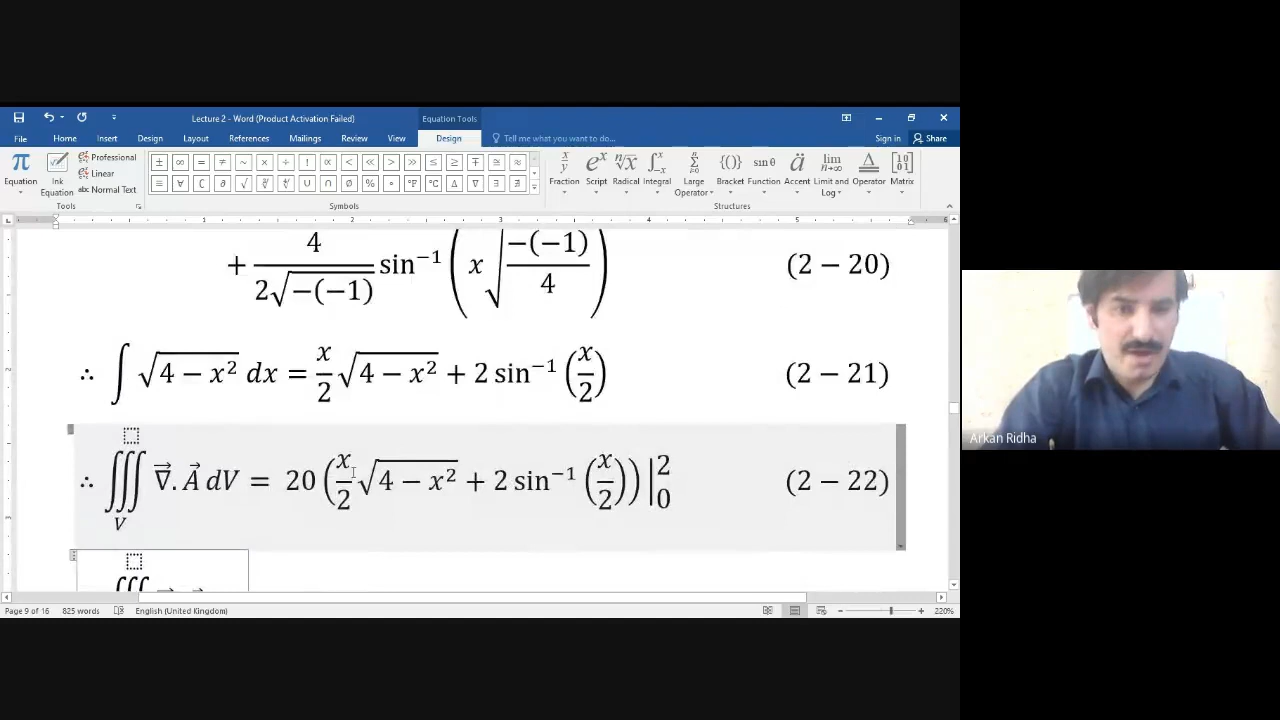 Lecture 2 - Word (Product Activation Failed)
Equation Tools
File Home Insert Design Layout References Mailings Review View Design Tell me what you want to do... Sign in Share
Equation
Ink Equation
Professional
Linear
Normal Text
Tools
± ∞ = ≠ ~ × ÷ ! ∝ < ≪ > ≫ ≤ ≥ ∓ ≅ ≈
≡ ∀ ∁ ∂ √ ∛ ∜ ∪ ∩ ∅ % ° °F °C ∆ ∇ ∃ ∄
Symbols
Fraction Script Radical Integral Large Operator Bracket Function Accent Limit and Log Operator Matrix
Structures
+ 4/(2√(−(−1))) sin⁻¹ (x √(−(−1)/4)) (2 − 20)
∴ ∫ √(4 − x²) dx = x/2 √(4 − x²) + 2 sin⁻¹ (x/2) (2 − 21)
∴ ∭_V ∇⃗. A⃗ dV = 20 (x/2 √(4 − x²) + 2 sin⁻¹ (x/2)) |₀² (2 − 22)
Page 9 of 16 825 words English (United Kingdom) 220%
Arkan Ridha